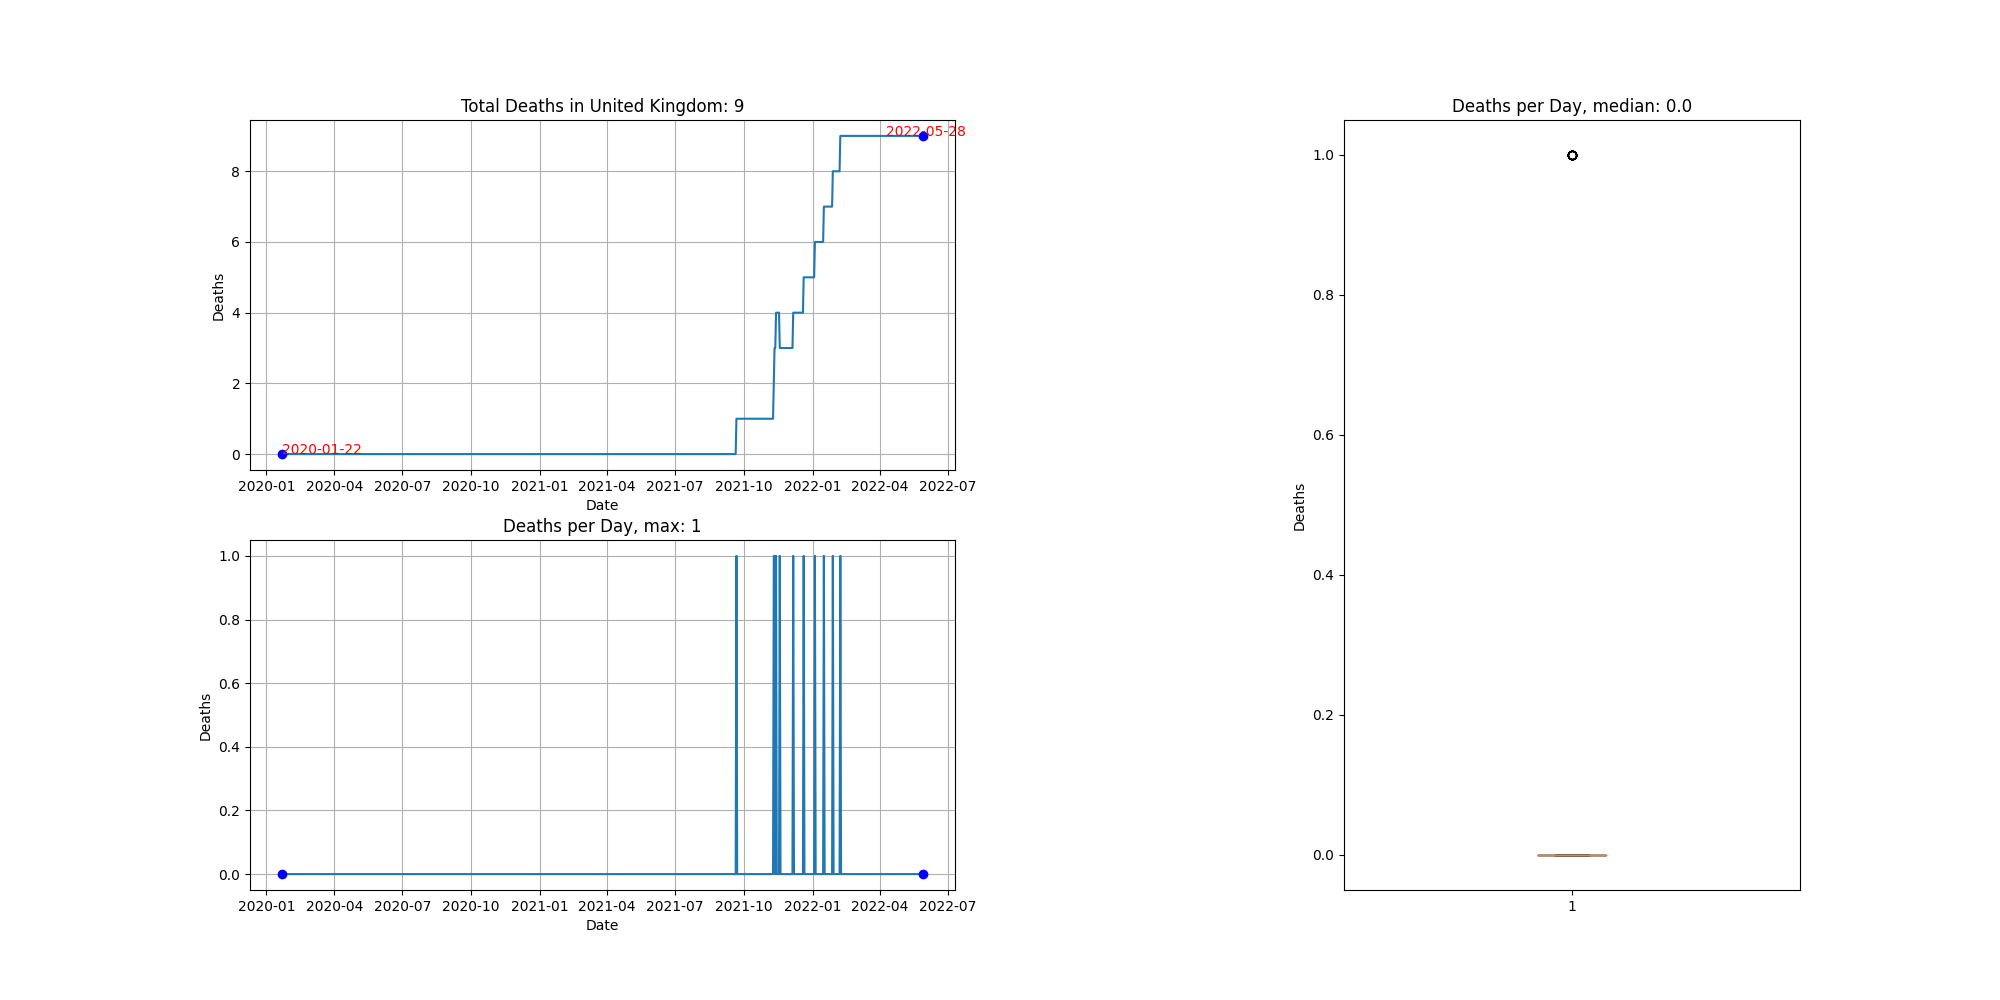 Total Deaths in United Kingdom: 9
2022-05-28
8
6
4
2
0
Deaths
2020-01-22
2020-01 2020-04 2020-07 2020-10 2021-01 2021-04 2021-07 2021-10 2022-01 2022-04 2022-07
Date
Deaths per Day, max: 1
1.0
0.8
0.6
0.4
0.2
0.0
Deaths
2020-01 2020-04 2020-07 2020-10 2021-01 2021-04 2021-07 2021-10 2022-01 2022-04 2022-07
Date
Deaths per Day, median: 0.0
1.0
0.8
0.6
0.4
0.2
0.0
Deaths
1